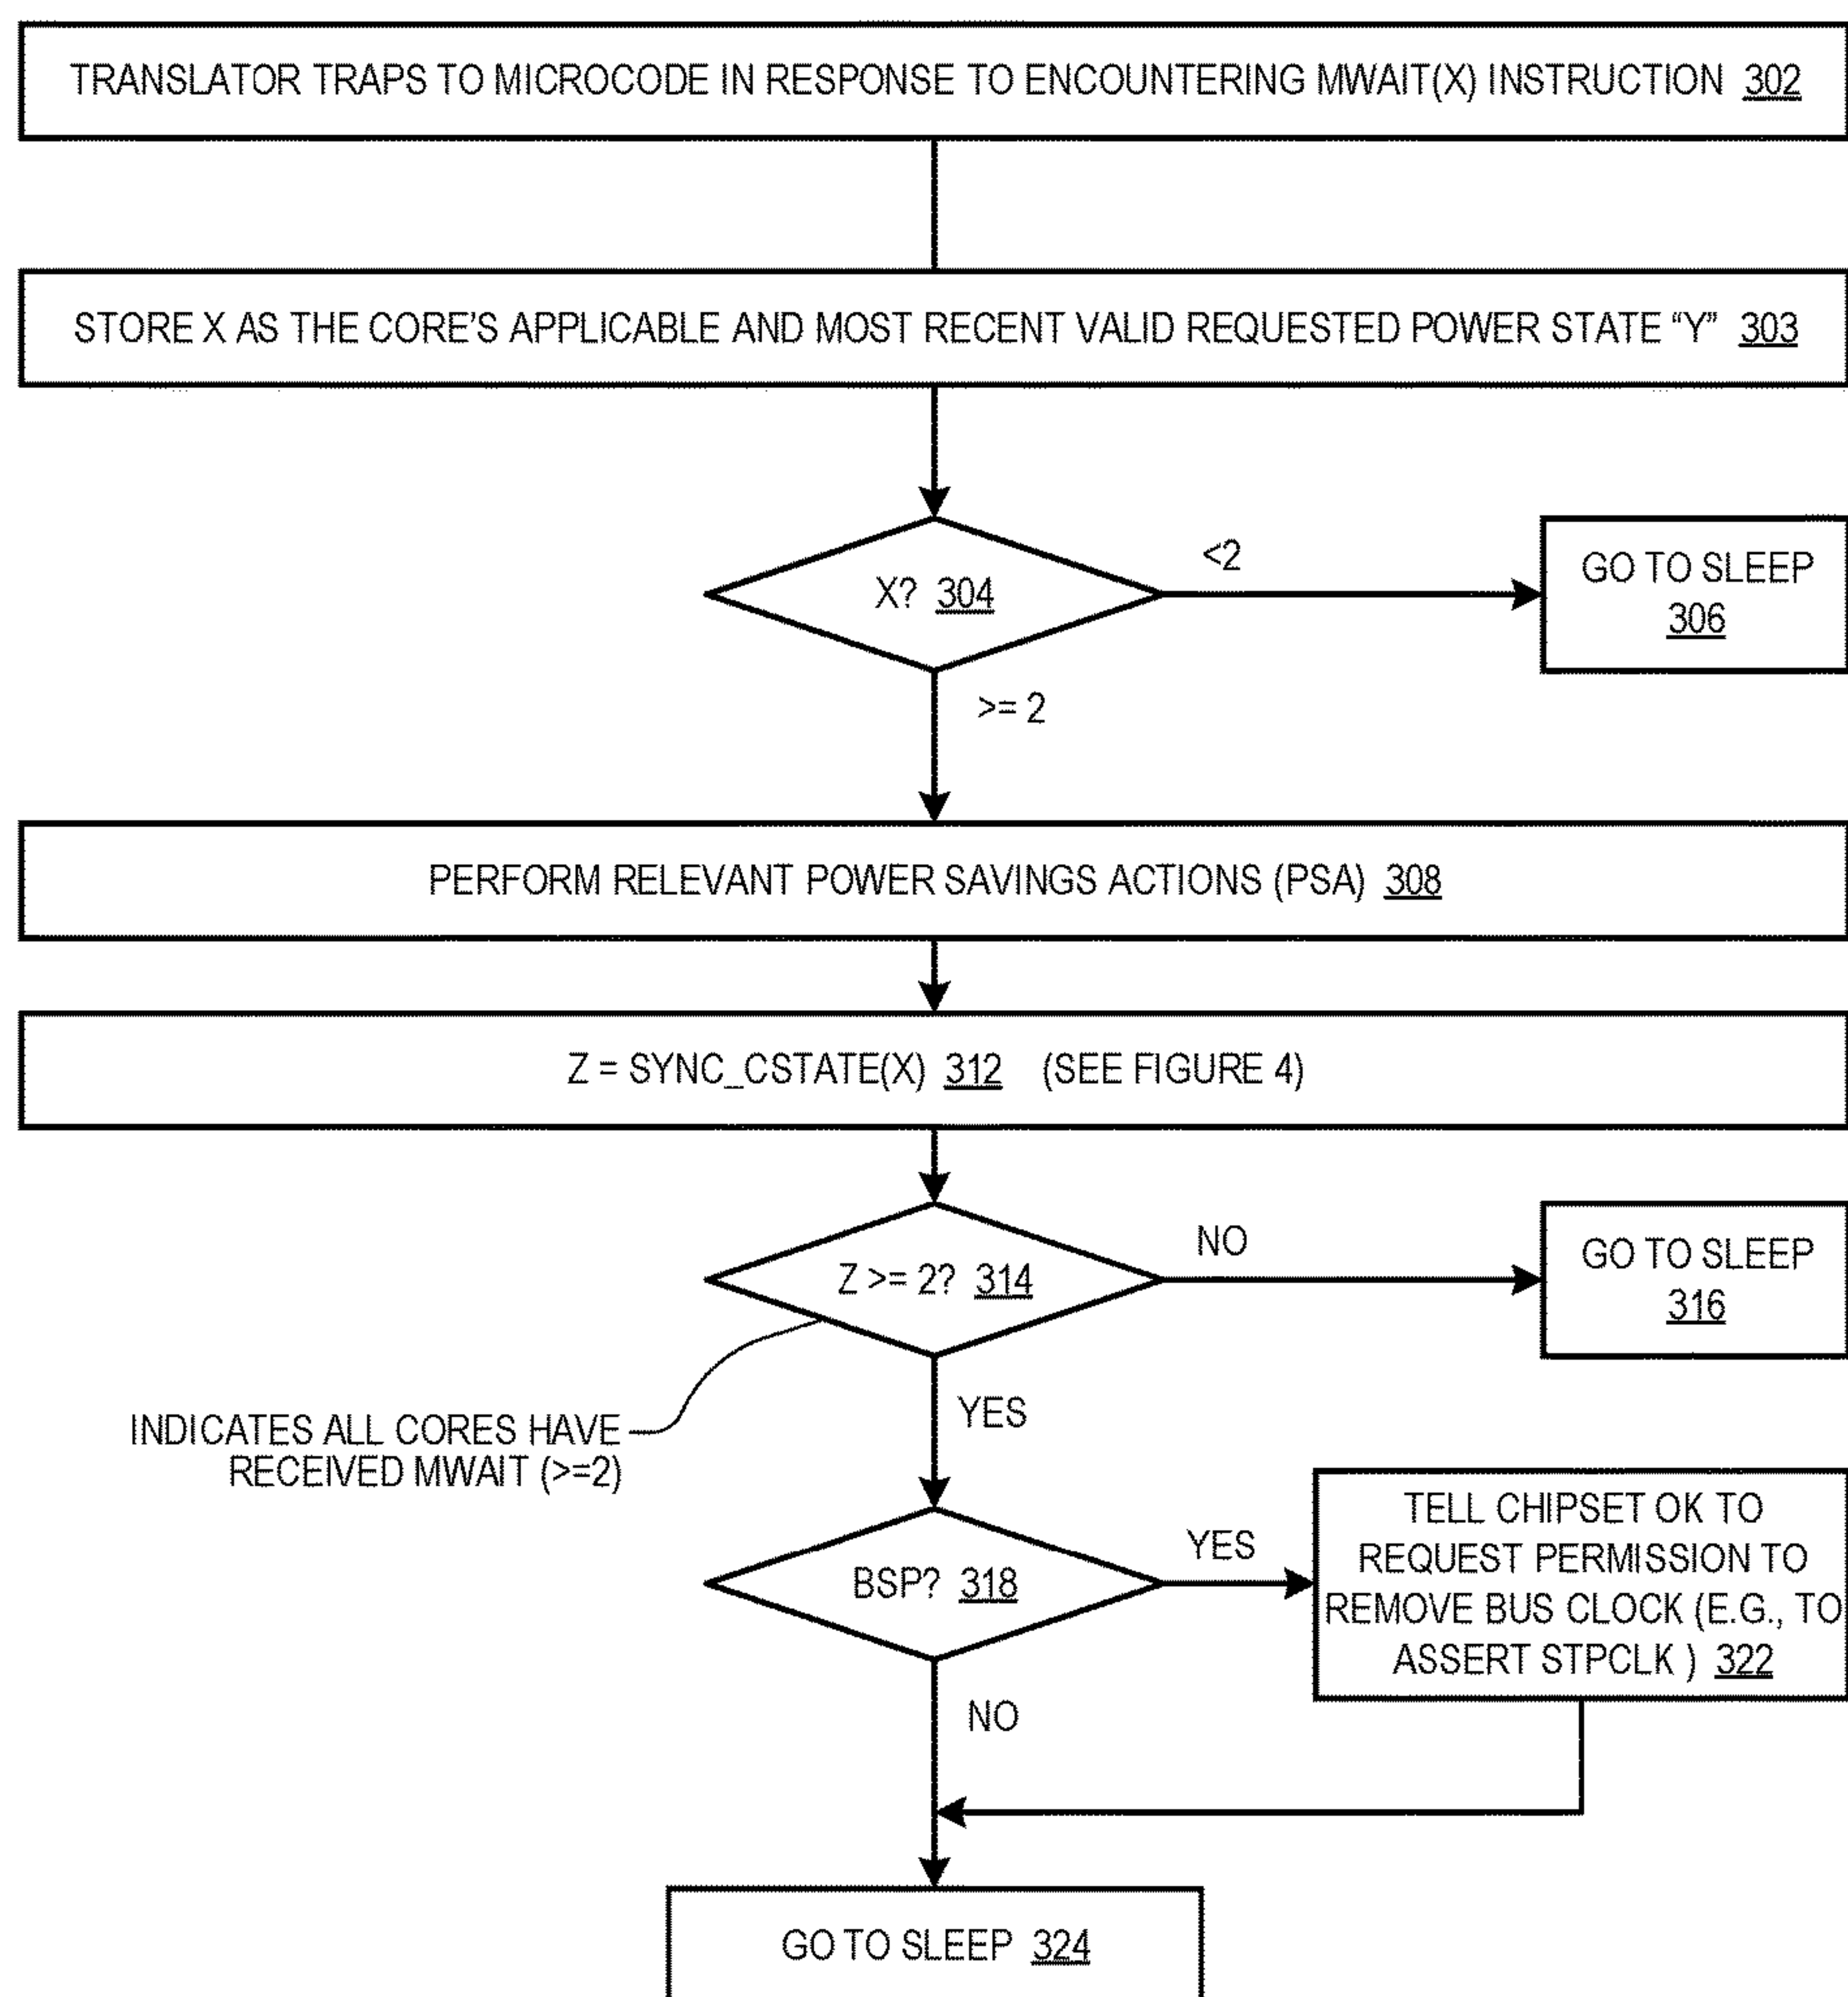 TRANSLATOR TRAPS TO MICROCODE IN RESPONSE TO ENCOUNTERING MWAIT(X) INSTRUCTION 302
STORE X AS THE CORE'S APPLICABLE AND MOST RECENT VALID REQUESTED POWER STATE "Y" 303
<2
X? 304
GO TO SLEEP
306
>= 2
PERFORM RELEVANT POWER SAVINGS ACTIONS (PSA) 308
Z = SYNC_CSTATE(X) 312 (SEE FIGURE 4)
NO
Z >= 2? 314
GO TO SLEEP
316
YES
INDICATES ALL CORES HAVE
RECEIVED MWAIT (>=2)
YES
BSP? 318
TELL CHIPSET OK TO
REQUEST PERMISSION TO
REMOVE BUS CLOCK (E.G., TO
ASSERT STPCLK ) 322
NO
GO TO SLEEP 324